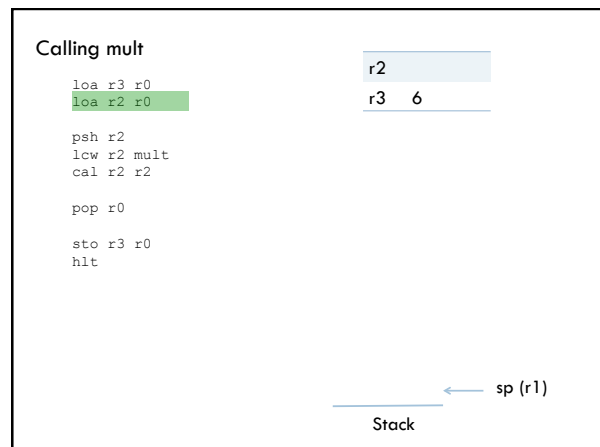 Calling mult
loa r3 r0
loa r2 r0
psh r2
lcw r2 mult
cal r2 r2
pop r0
sto r3 r0
hlt
r2
r3 6
sp (r1)
Stack